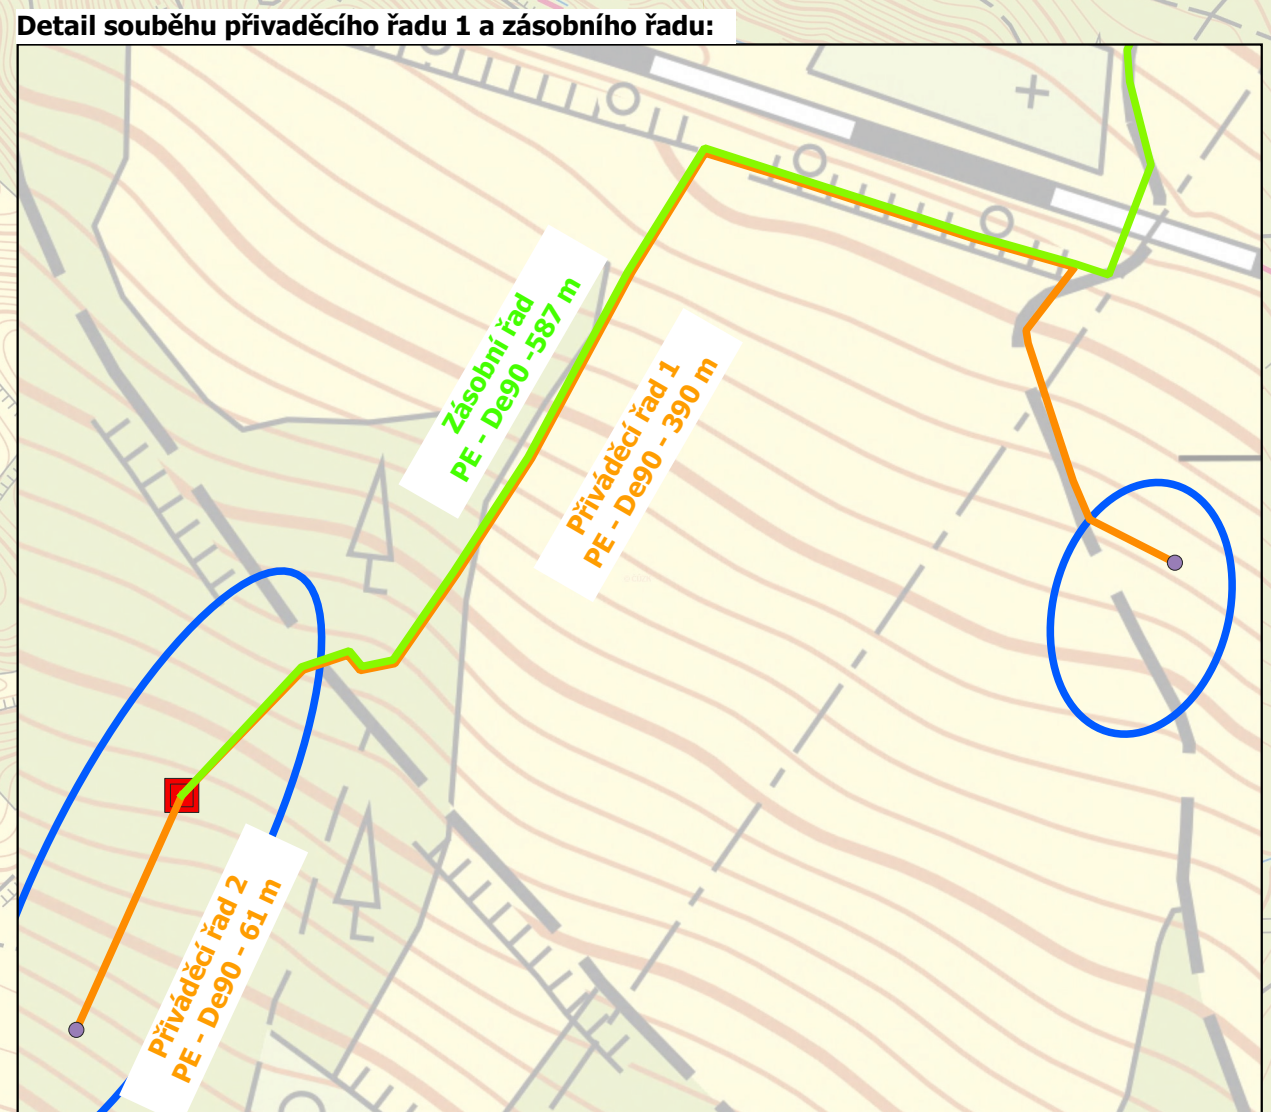 Detail souběhu přivaděcího řadu 1 a zásobního řadu:
Zásobní řad
PE - De90 -587 m
Přiváděcí řad 1
PE - De90 - 390 m
Přiváděcí řad 2
PE - De90 - 61 m